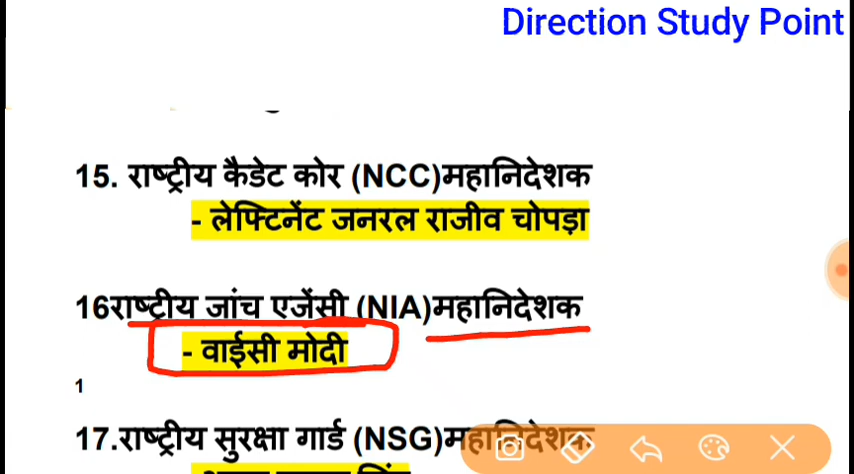 Direction Study Point
15. राष्ट्रीय कैडेट कोर (NCC)महानिदेशक
- लेफ्टिनेंट जनरल राजीव चोपड़ा
16राष्ट्रीय जांच एजेंसी (NIA)महानिदेशक
- वाईसी मोदी
1
17.राष्ट्रीय सुरक्षा गार्ड (NSG)महानिदेशक